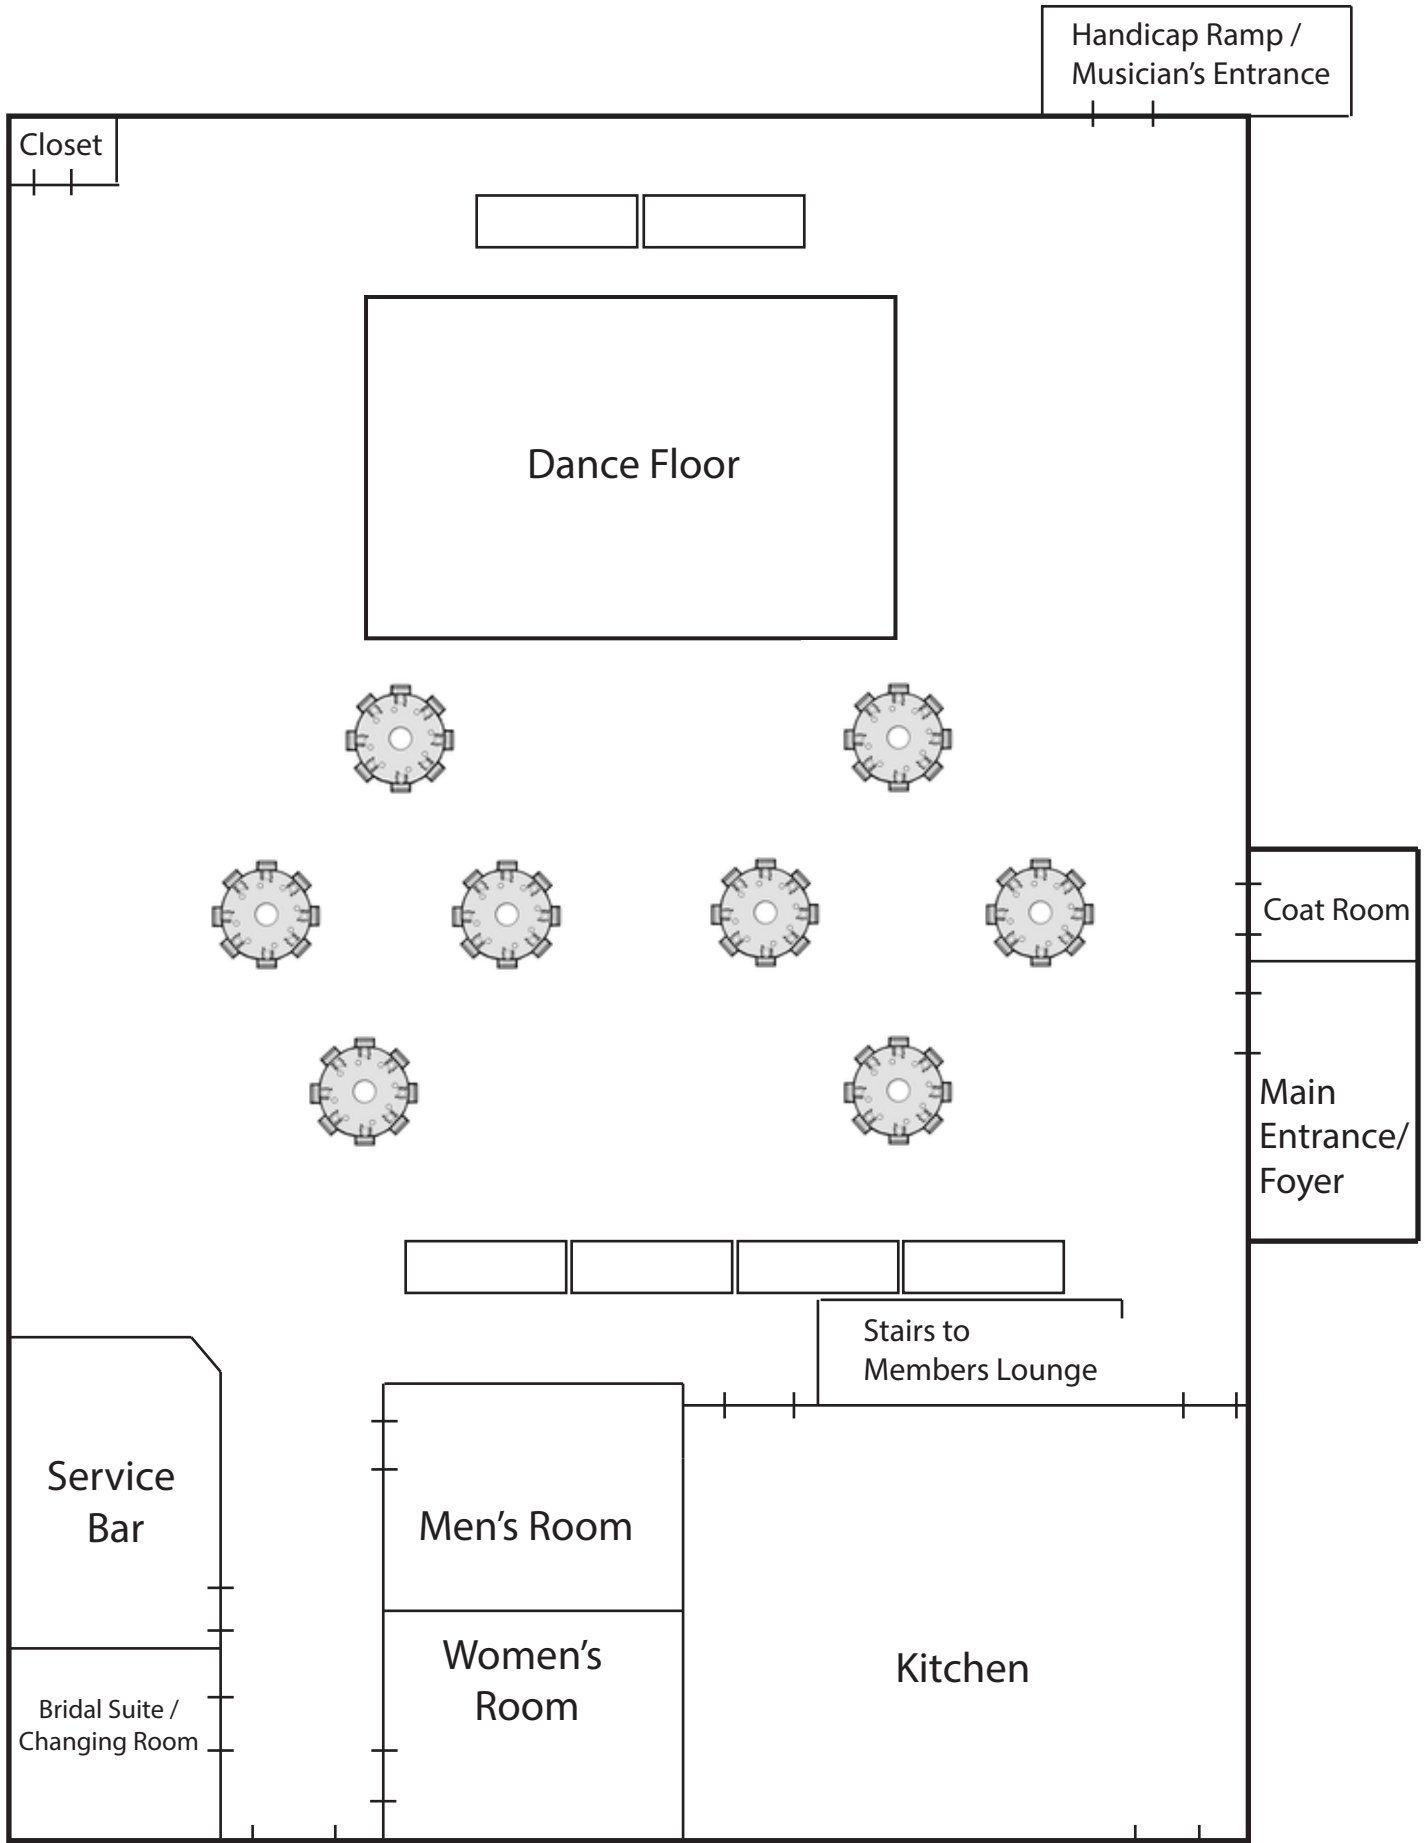 Handicap Ramp /
Musician's Entrance
Closet
Dance Floor
Coat Room
Main
Entrance/
Foyer
Stairs to
Members Lounge
Service
Bar
Men's Room
Women's
Room
Kitchen
Bridal Suite /
Changing Room